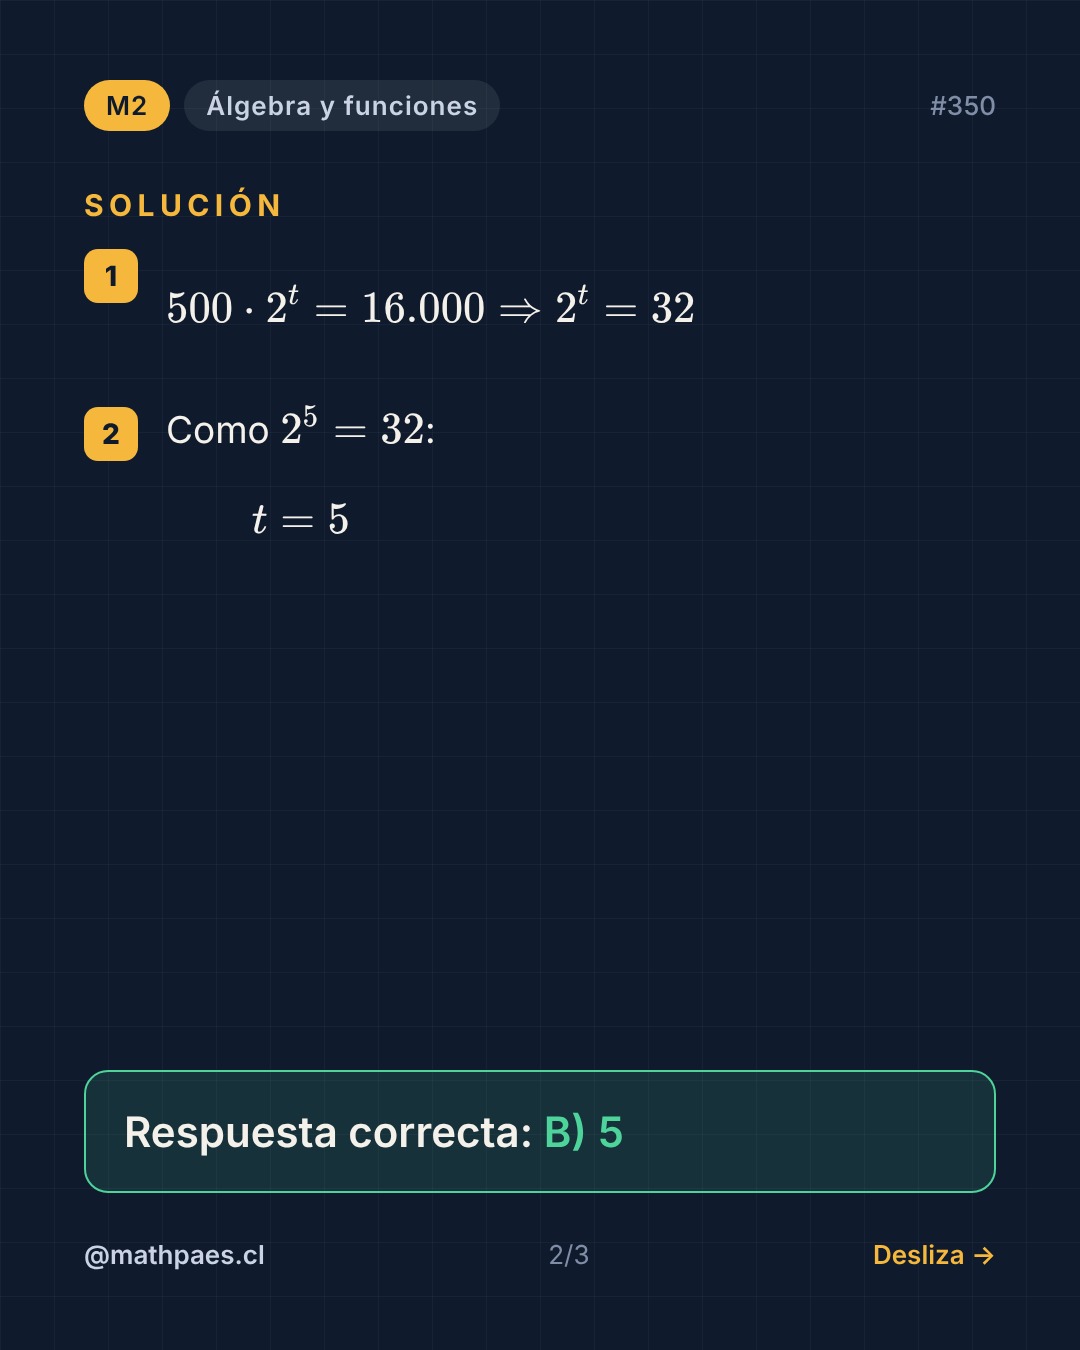 M2 Álgebra y funciones #350
SOLUCIÓN
1 500 · 2^t = 16.000 ⇒ 2^t = 32
2 Como 2^5 = 32:
t = 5
Respuesta correcta: B) 5
@mathpaes.cl 2/3 Desliza →